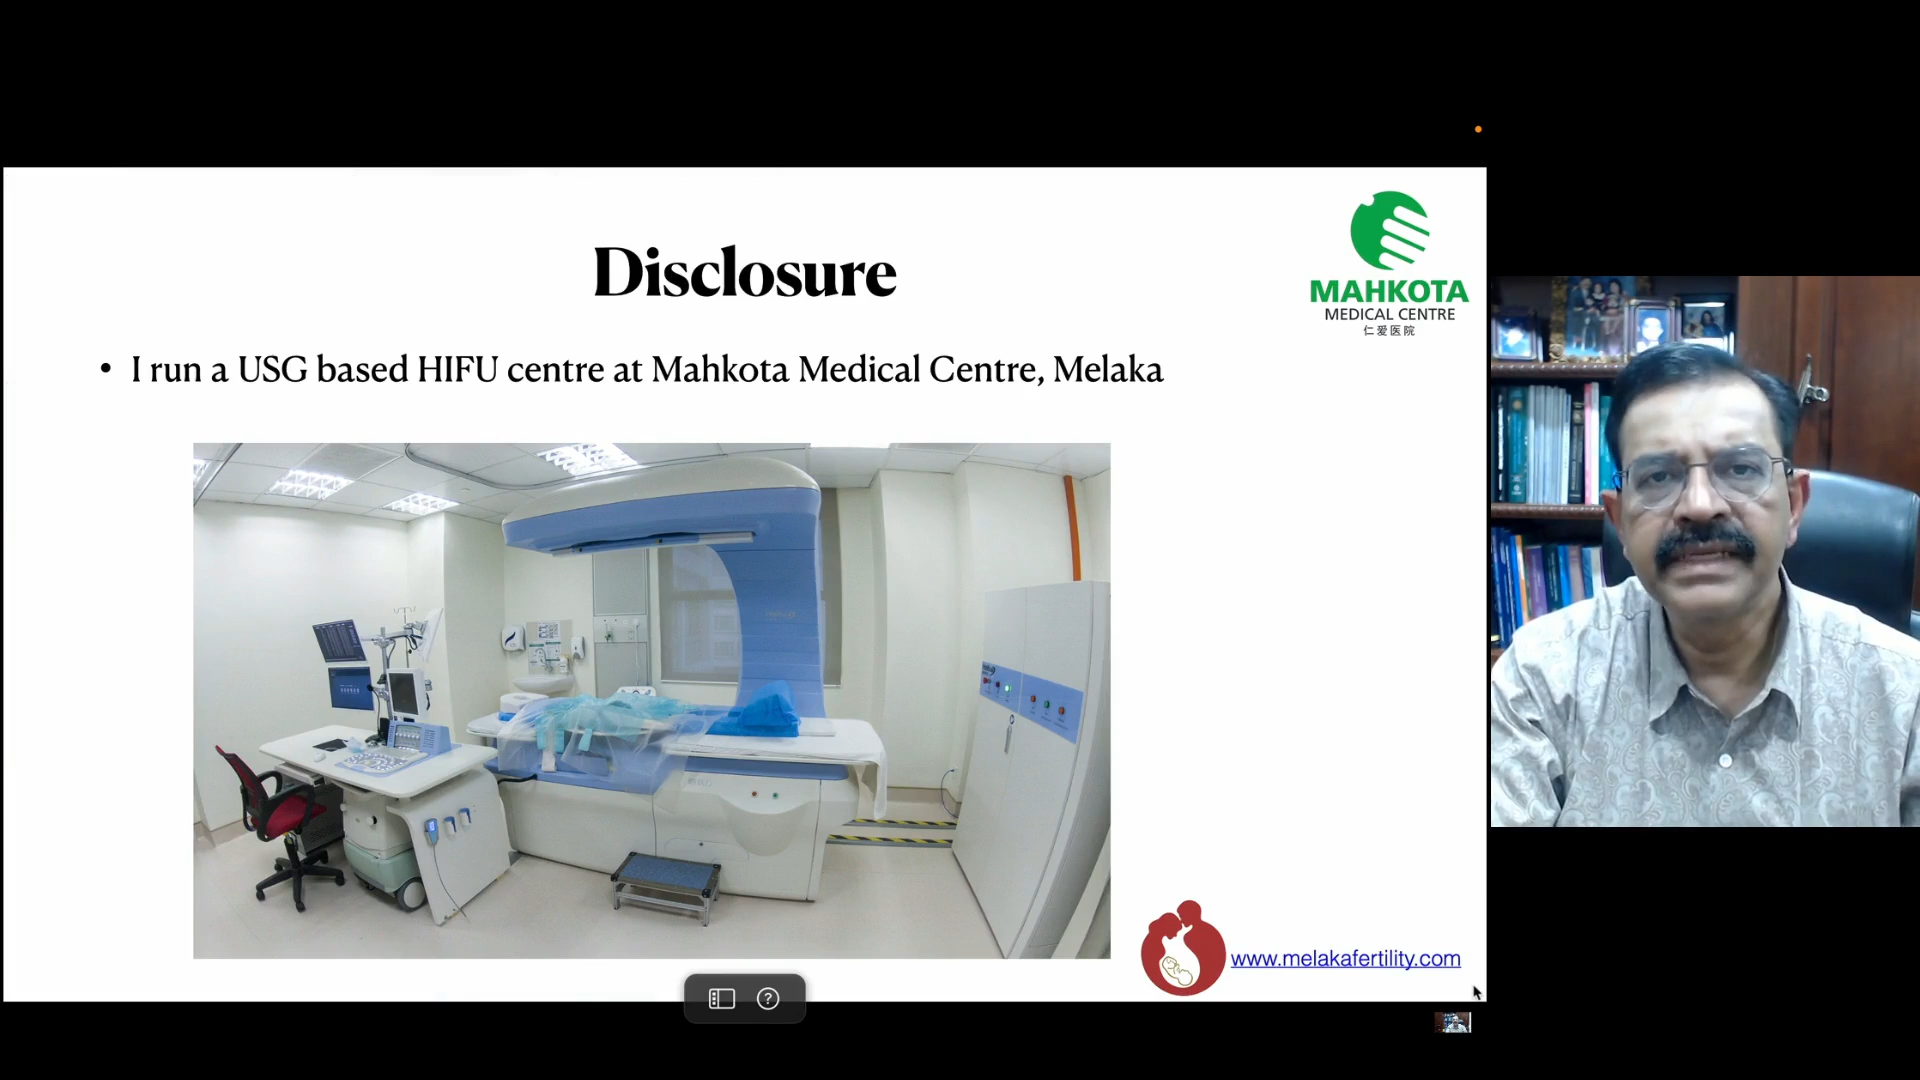 Disclosure
MAHKOTA
MEDICAL CENTRE
仁爱医院
• I run a USG based HIFU centre at Mahkota Medical Centre, Melaka
www.melakafertility.com
?